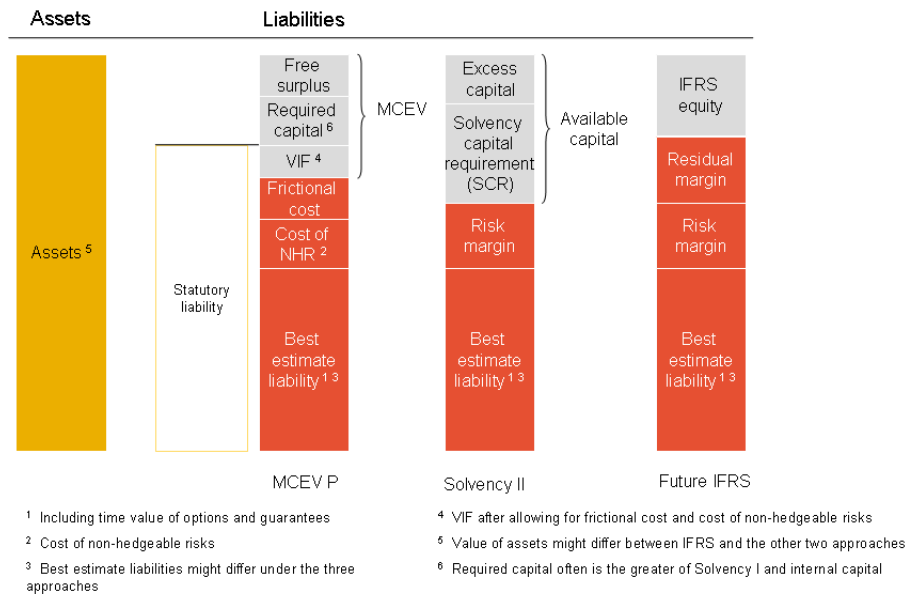 Assets
Liabilities
Assets 5
Statutory
liability
Free
surplus
Required
capital 6
VIF 4
Frictional
cost
Cost of
NHR 2
Best
estimate
liability 1 3
MCEV
MCEV P
Excess
capital
Solvency
capital
requirement
(SCR)
Risk
margin
Best
estimate
liability 1 3
Available
capital
Solvency II
IFRS
equity
Residual
margin
Risk
margin
Best
estimate
liability 1 3
Future IFRS
1 Including time value of options and guarantees
2 Cost of non-hedgeable risks
3 Best estimate liabilities might differ under the three
approaches
4 VIF after allowing for frictional cost and cost of non-hedgeable risks
5 Value of assets might differ between IFRS and the other two approaches
6 Required capital often is the greater of Solvency I and internal capital